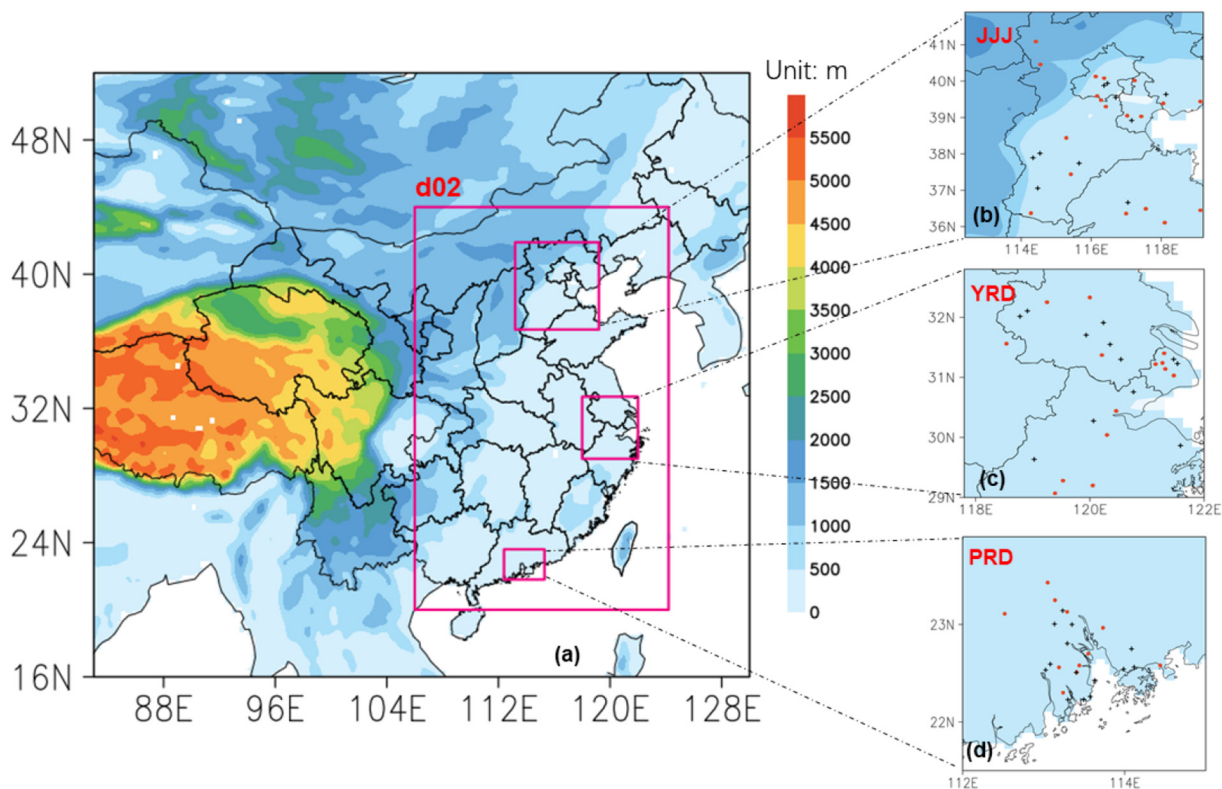 Unit: m
48N
40N
32N
24N
16N
88E 96E 104E 112E 120E 128E
d02
(a)
5500
5000
4500
4000
3500
3000
2500
2000
1500
1000
500
0
JJJ
41N
40N
39N
38N
37N
36N
(b)
114E 116E 118E
YRD
32N
31N
30N
29N
(c)
118E 120E 122E
PRD
23N
22N
(d)
112E 114E